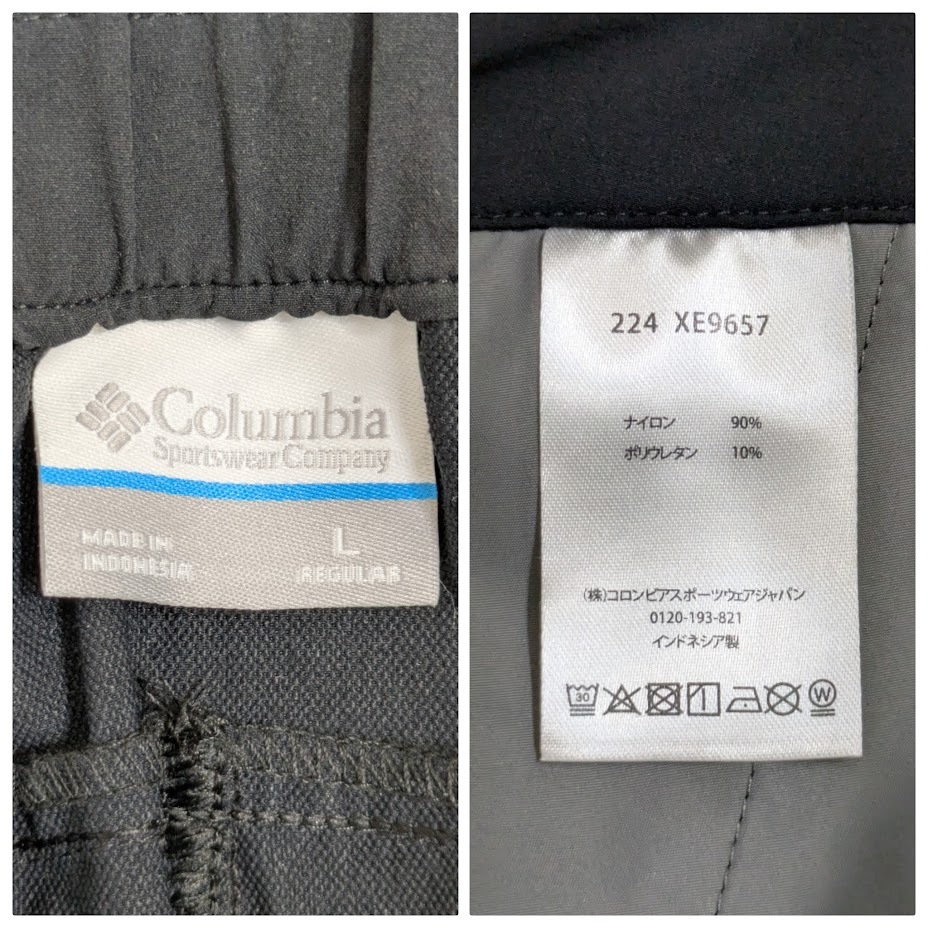 Columbia
Sportswear Company
MADE IN
INDONESIA
L
REGULAR
224 XE9657
ナイロン 90%
ポリウレタン 10%
(株)コロンビアスポーツウェアジャパン
0120-193-821
インドネシア製
30
W